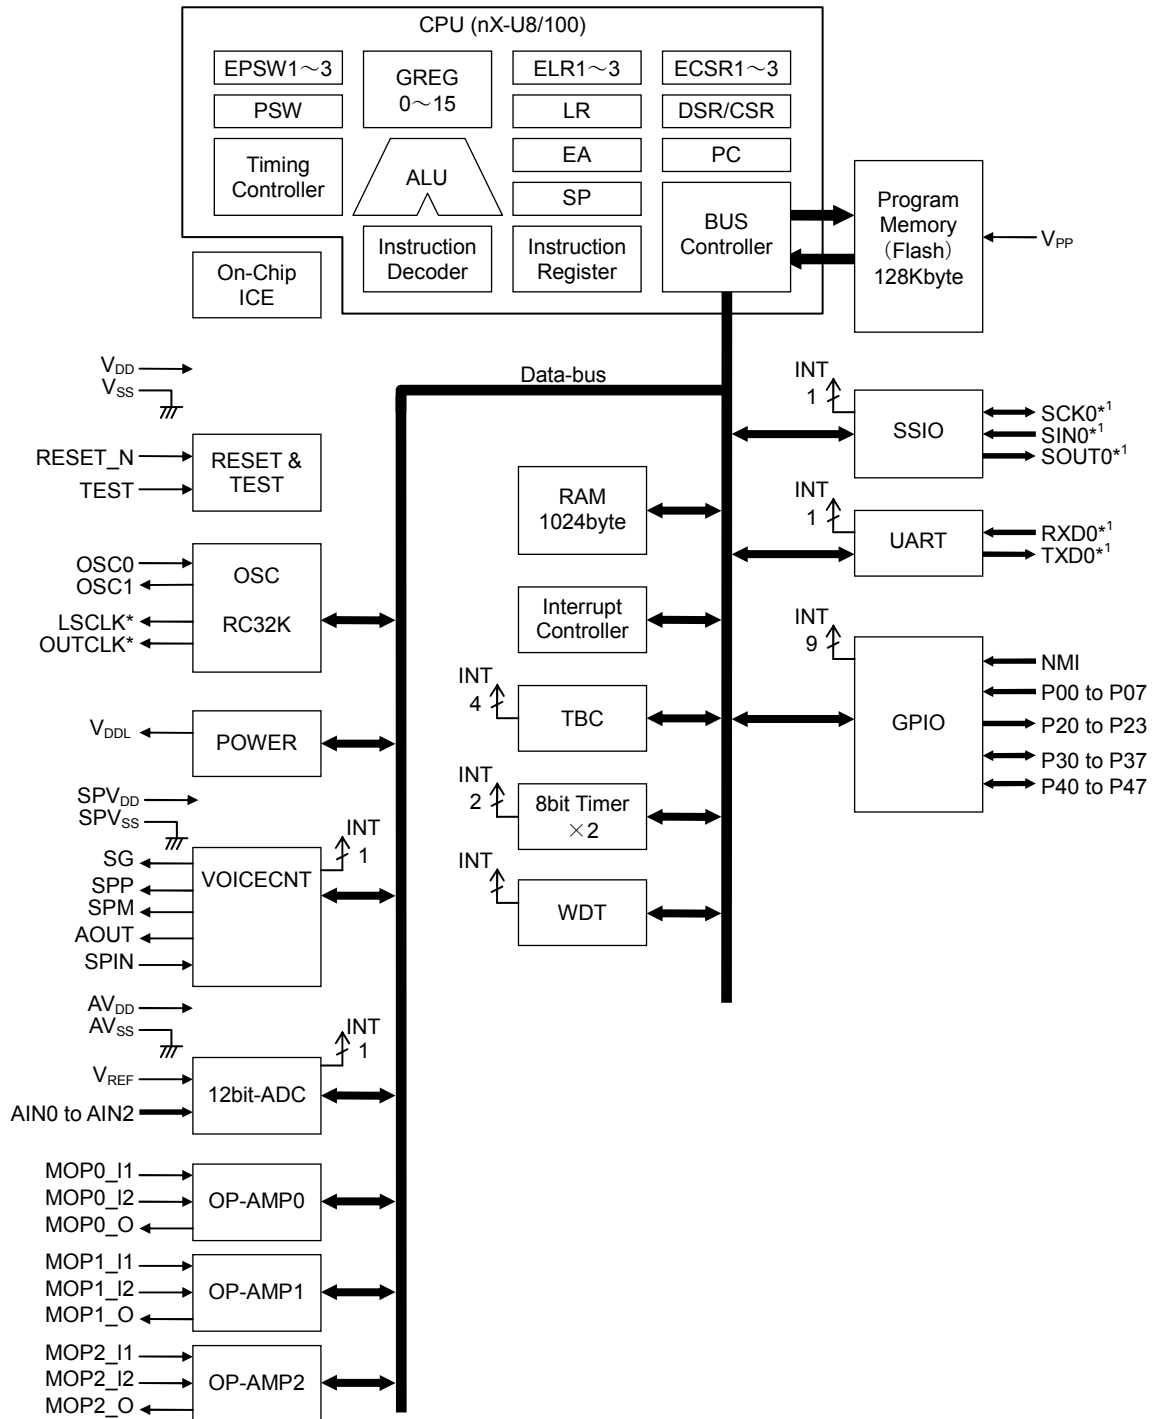 CPU (nX-U8/100)
EPSW1～3
PSW
Timing
Controller
GREG
0～15
ALU
Instruction
Decoder
ELR1～3
LR
EA
SP
Instruction
Register
ECSR1～3
DSR/CSR
PC
BUS
Controller
Program
Memory
（Flash）
128Kbyte
VPP
On-Chip
ICE
VDD
VSS
Data-bus
RESET_N
TEST
RESET &
TEST
OSC0
OSC1
LSCLK*
OUTCLK*
OSC
RC32K
VDDL
POWER
SPVDD
SPVSS
SG
SPP
SPM
AOUT
SPIN
VOICECNT
INT
1
AVDD
AVSS
VREF
AIN0 to AIN2
12bit-ADC
INT
1
MOP0_I1
MOP0_I2
MOP0_O
OP-AMP0
MOP1_I1
MOP1_I2
MOP1_O
OP-AMP1
MOP2_I1
MOP2_I2
MOP2_O
OP-AMP2
RAM
1024byte
Interrupt
Controller
INT
4
TBC
INT
2
8bit Timer
×2
INT
WDT
INT
1
SSIO
SCK0*1
SIN0*1
SOUT0*1
INT
1
UART
RXD0*1
TXD0*1
INT
9
GPIO
NMI
P00 to P07
P20 to P23
P30 to P37
P40 to P47